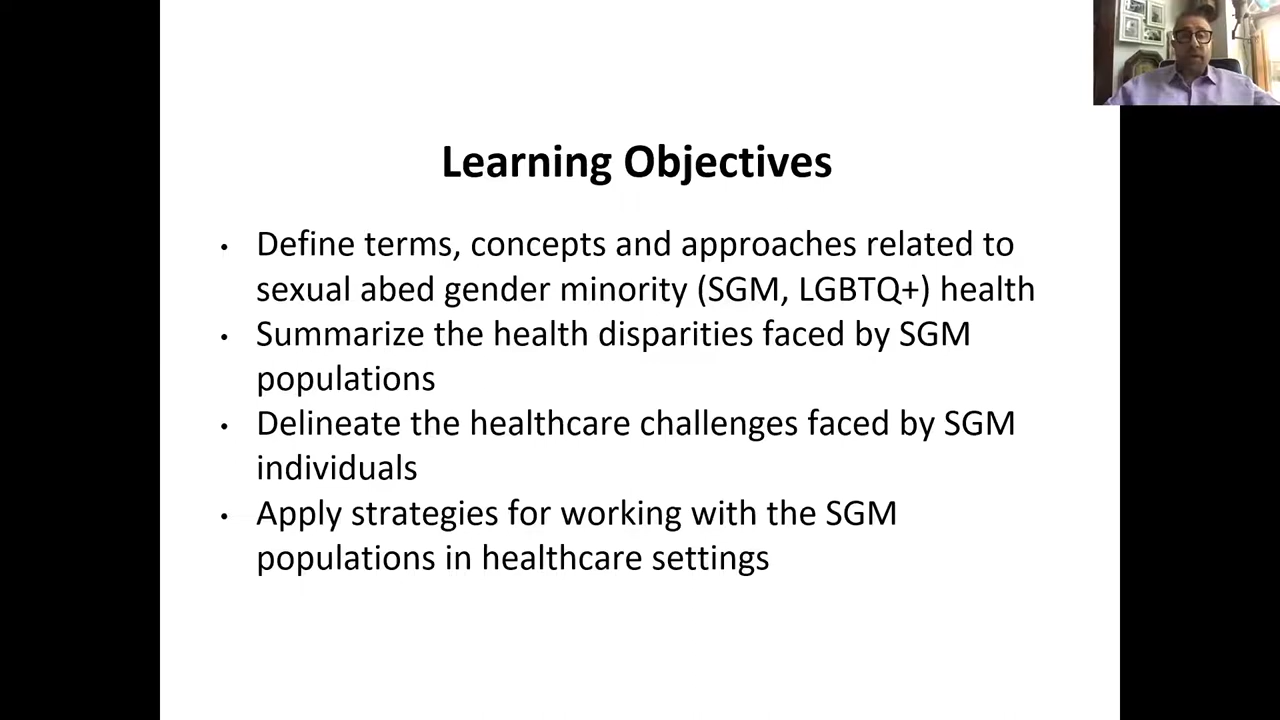 Learning Objectives
• Define terms, concepts and approaches related to
sexual abed gender minority (SGM, LGBTQ+) health
• Summarize the health disparities faced by SGM
populations
• Delineate the healthcare challenges faced by SGM
individuals
• Apply strategies for working with the SGM
populations in healthcare settings